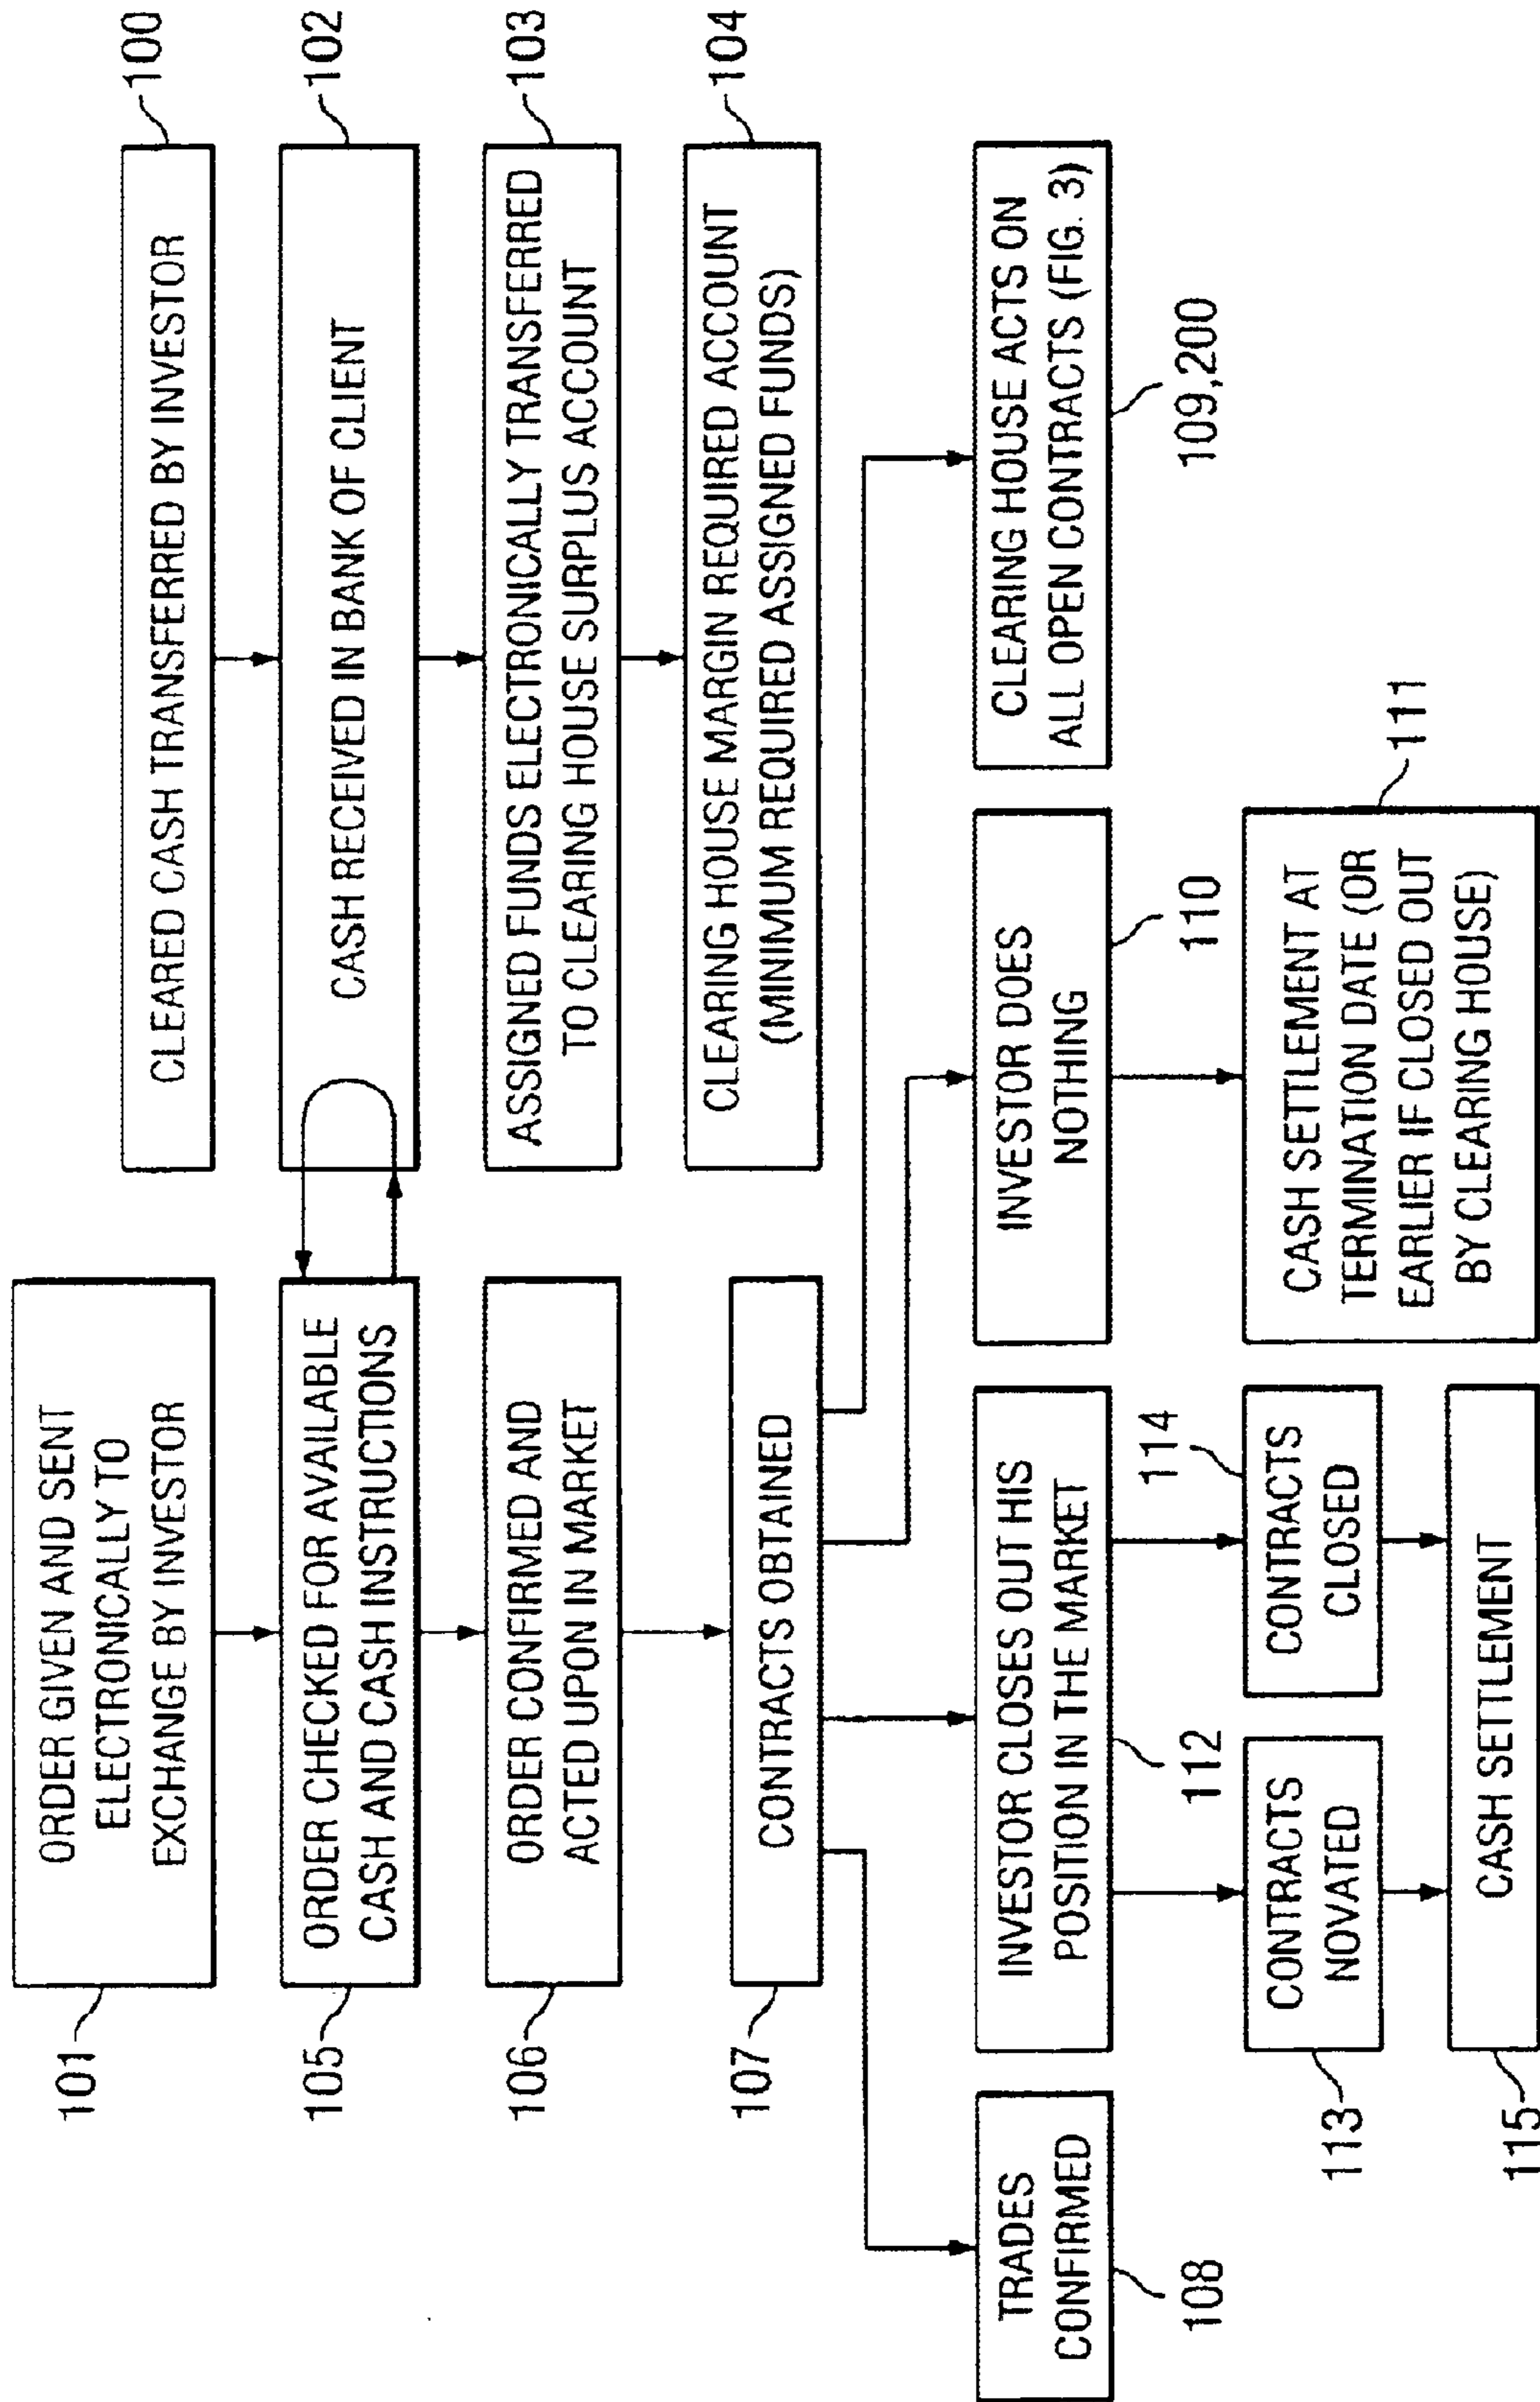 ORDER GIVEN AND SENT
ELECTRONICALLY TO
EXCHANGE BY INVESTOR
101
CLEARED CASH TRANSFERRED BY INVESTOR
100
ORDER CHECKED FOR AVAILABLE
CASH AND CASH INSTRUCTIONS
105
CASH RECEIVED IN BANK OF CLIENT
102
ORDER CONFIRMED AND
ACTED UPON IN MARKET
106
ASSIGNED FUNDS ELECTRONICALLY TRANSFERRED
TO CLEARING HOUSE SURPLUS ACCOUNT
103
CONTRACTS OBTAINED
107
CLEARING HOUSE MARGIN REQUIRED ACCOUNT
(MINIMUM REQUIRED ASSIGNED FUNDS)
104
TRADES
CONFIRMED
108
INVESTOR CLOSES OUT HIS
POSITION IN THE MARKET
112
INVESTOR DOES
NOTHING
110
CLEARING HOUSE ACTS ON
ALL OPEN CONTRACTS (FIG. 3)
109,200
CONTRACTS
NOVATED
113
CONTRACTS
CLOSED
114
CASH SETTLEMENT AT
TERMINATION DATE (OR
EARLIER IF CLOSED OUT
BY CLEARING HOUSE)
111
CASH SETTLEMENT
115